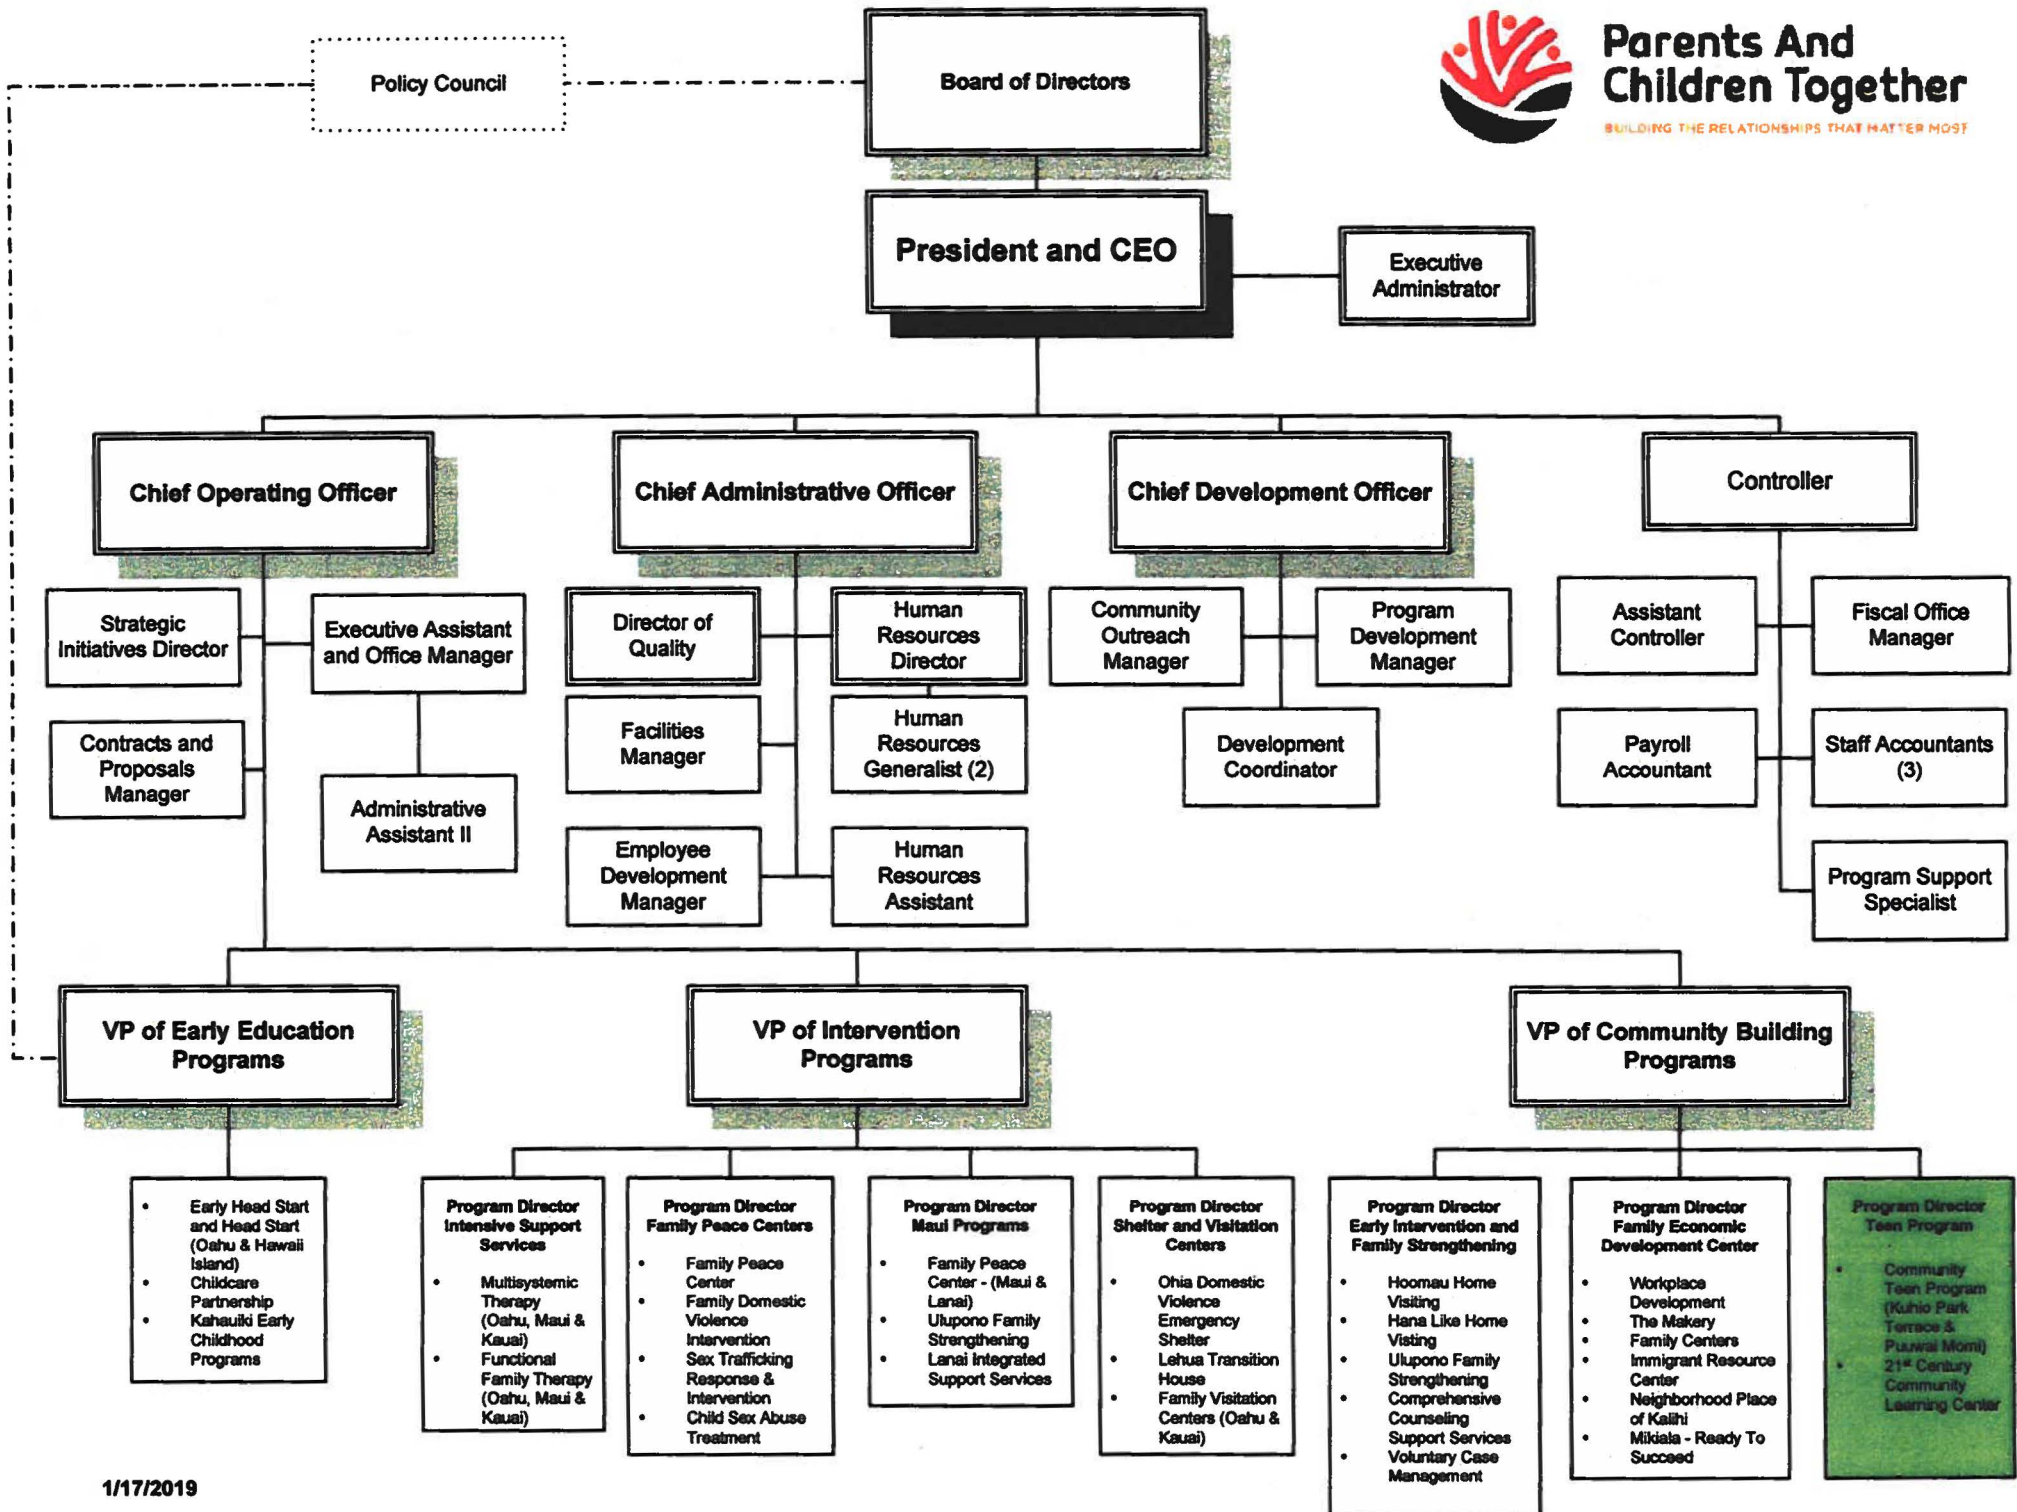 Parents And
Children Together
BUILDING THE RELATIONSHIPS THAT MATTER MOST
Policy Council
Board of Directors
President and CEO
Executive
Administrator
Chief Operating Officer
Chief Administrative Officer
Chief Development Officer
Controller
Strategic
Initiatives Director
Executive Assistant
and Office Manager
Contracts and
Proposals
Manager
Administrative
Assistant II
Director of
Quality
Human
Resources
Director
Facilities
Manager
Human
Resources
Generalist (2)
Employee
Development
Manager
Human
Resources
Assistant
Community
Outreach
Manager
Program
Development
Manager
Development
Coordinator
Assistant
Controller
Fiscal Office
Manager
Payroll
Accountant
Staff Accountants
(3)
Program Support
Specialist
VP of Early Education
Programs
VP of Intervention
Programs
VP of Community Building
Programs
• Early Head Start
and Head Start
(Oahu & Hawaii
Island)
• Childcare
Partnership
• Kahauiki Early
Childhood
Programs
Program Director
Intensive Support
Services
• Multisystemic
Therapy
(Oahu, Maui &
Kauai)
• Functional
Family Therapy
(Oahu, Maui &
Kauai)
Program Director
Family Peace Centers
• Family Peace
Center
• Family Domestic
Violence
Intervention
• Sex Trafficking
Response &
Intervention
• Child Sex Abuse
Treatment
Program Director
Maui Programs
• Family Peace
Center - (Maui &
Lanai)
• Ulupono Family
Strengthening
• Lanai Integrated
Support Services
Program Director
Shelter and Visitation
Centers
• Ohia Domestic
Violence
Emergency
Shelter
• Lehua Transition
House
• Family Visitation
Centers (Oahu &
Kauai)
Program Director
Early Intervention and
Family Strengthening
• Hoomau Home
Visiting
• Hana Like Home
Visting
• Ulupono Family
Strengthening
• Comprehensive
Counseling
Support Services
• Voluntary Case
Management
Program Director
Family Economic
Development Center
• Workplace
Development
• The Makery
• Family Centers
• Immigrant Resource
Center
• Neighborhood Place
of Kalihi
• Mikiala - Ready To
Succeed
Program Director
Teen Program
• Community
Teen Program
(Kuhio Park
Terrace &
Puuwai Momi)
• 21st Century
Community
Learning Center
1/17/2019